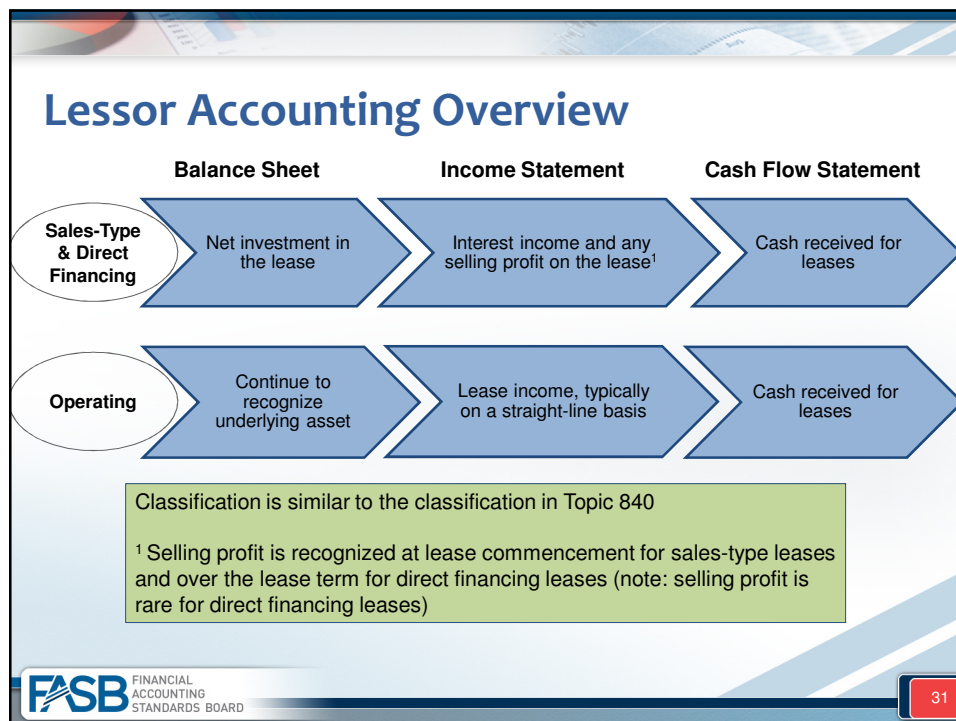 Lessor Accounting Overview
Balance Sheet
Income Statement
Cash Flow Statement
Sales-Type
& Direct
Financing
Net investment in
the lease
Interest income and any
selling profit on the lease¹
Cash received for
leases
Operating
Continue to
recognize
underlying asset
Lease income, typically
on a straight-line basis
Cash received for
leases
Classification is similar to the classification in Topic 840
¹ Selling profit is recognized at lease commencement for sales-type leases
and over the lease term for direct financing leases (note: selling profit is
rare for direct financing leases)
FASB
FINANCIAL
ACCOUNTING
STANDARDS BOARD
31